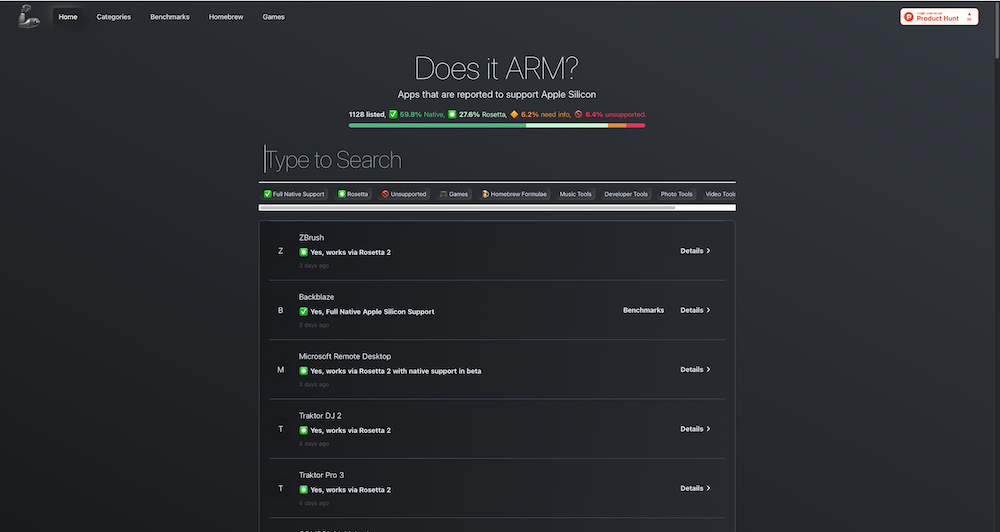 Home Categories Benchmarks Homebrew Games
Product Hunt
Does it ARM?
Apps that are reported to support Apple Silicon
1128 listed, ✅ 59.8% Native, ✳️ 27.6% Rosetta, 🔶 6.2% need info, 🚫 6.4% unsupported.
Type to Search
✅ Full Native Support ✳️ Rosetta 🚫 Unsupported 🎮 Games 🍺 Homebrew Formulae Music Tools Developer Tools Photo Tools Video Tools
Z
ZBrush
✳️ Yes, works via Rosetta 2
3 days ago
Details
B
Backblaze
✅ Yes, Full Native Apple Silicon Support
3 days ago
Benchmarks Details
M
Microsoft Remote Desktop
✳️ Yes, works via Rosetta 2 with native support in beta
3 days ago
Details
T
Traktor DJ 2
✳️ Yes, works via Rosetta 2
4 days ago
Details
T
Traktor Pro 3
✳️ Yes, works via Rosetta 2
4 days ago
Details